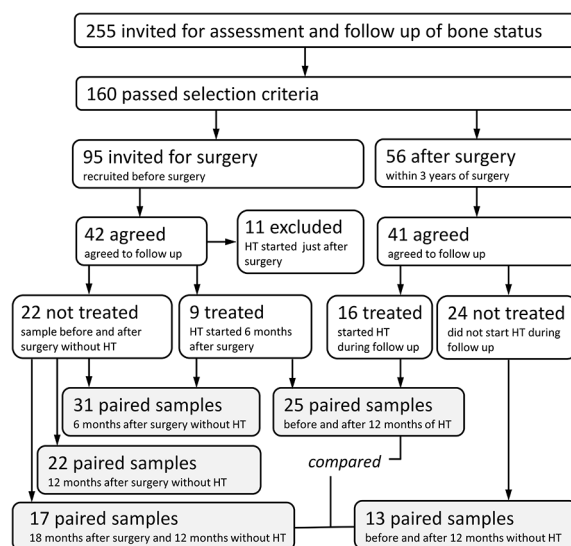 255 invited for assessment and follow up of bone status
160 passed selection criteria
95 invited for surgery
recruited before surgery
56 after surgery
within 3 years of surgery
42 agreed
agreed to follow up
11 excluded
HT started just after
surgery
41 agreed
agreed to follow up
22 not treated
sample before and after
surgery without HT
9 treated
HT started 6 months
after surgery
16 treated
started HT
during follow up
24 not treated
did not start HT during
follow up
31 paired samples
6 months after surgery without HT
25 paired samples
before and after 12 months of HT
22 paired samples
12 months after surgery without HT
compared
17 paired samples
18 months after surgery and 12 months without HT
13 paired samples
before and after 12 months without HT